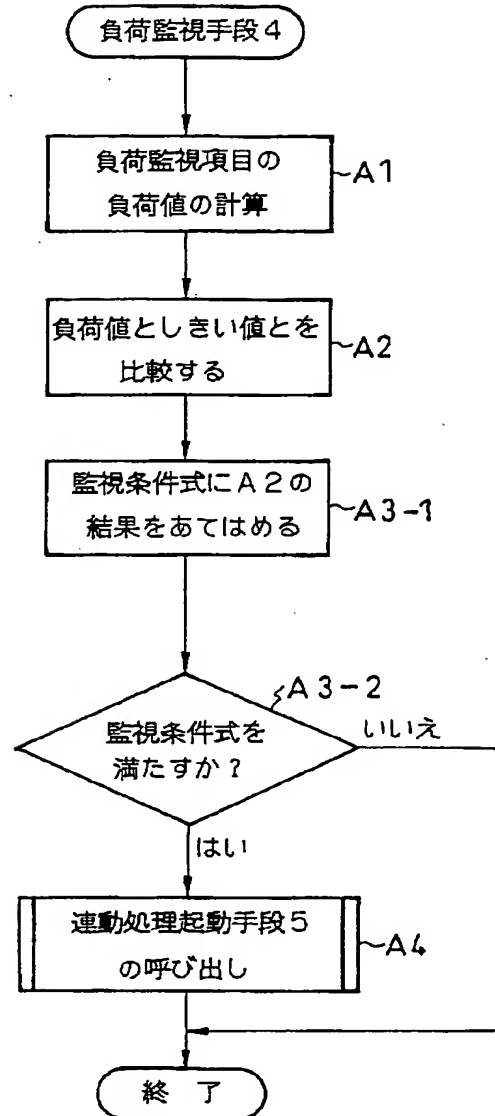 負荷監視手段4
負荷監視項目の
負荷値の計算
A1
負荷値としきい値とを
比較する
A2
監視条件式にA2の
結果をあてはめる
A3-1
A3-2
監視条件式を
満たすか?
いいえ
はい
連動処理起動手段5
の呼び出し
A4
終 了